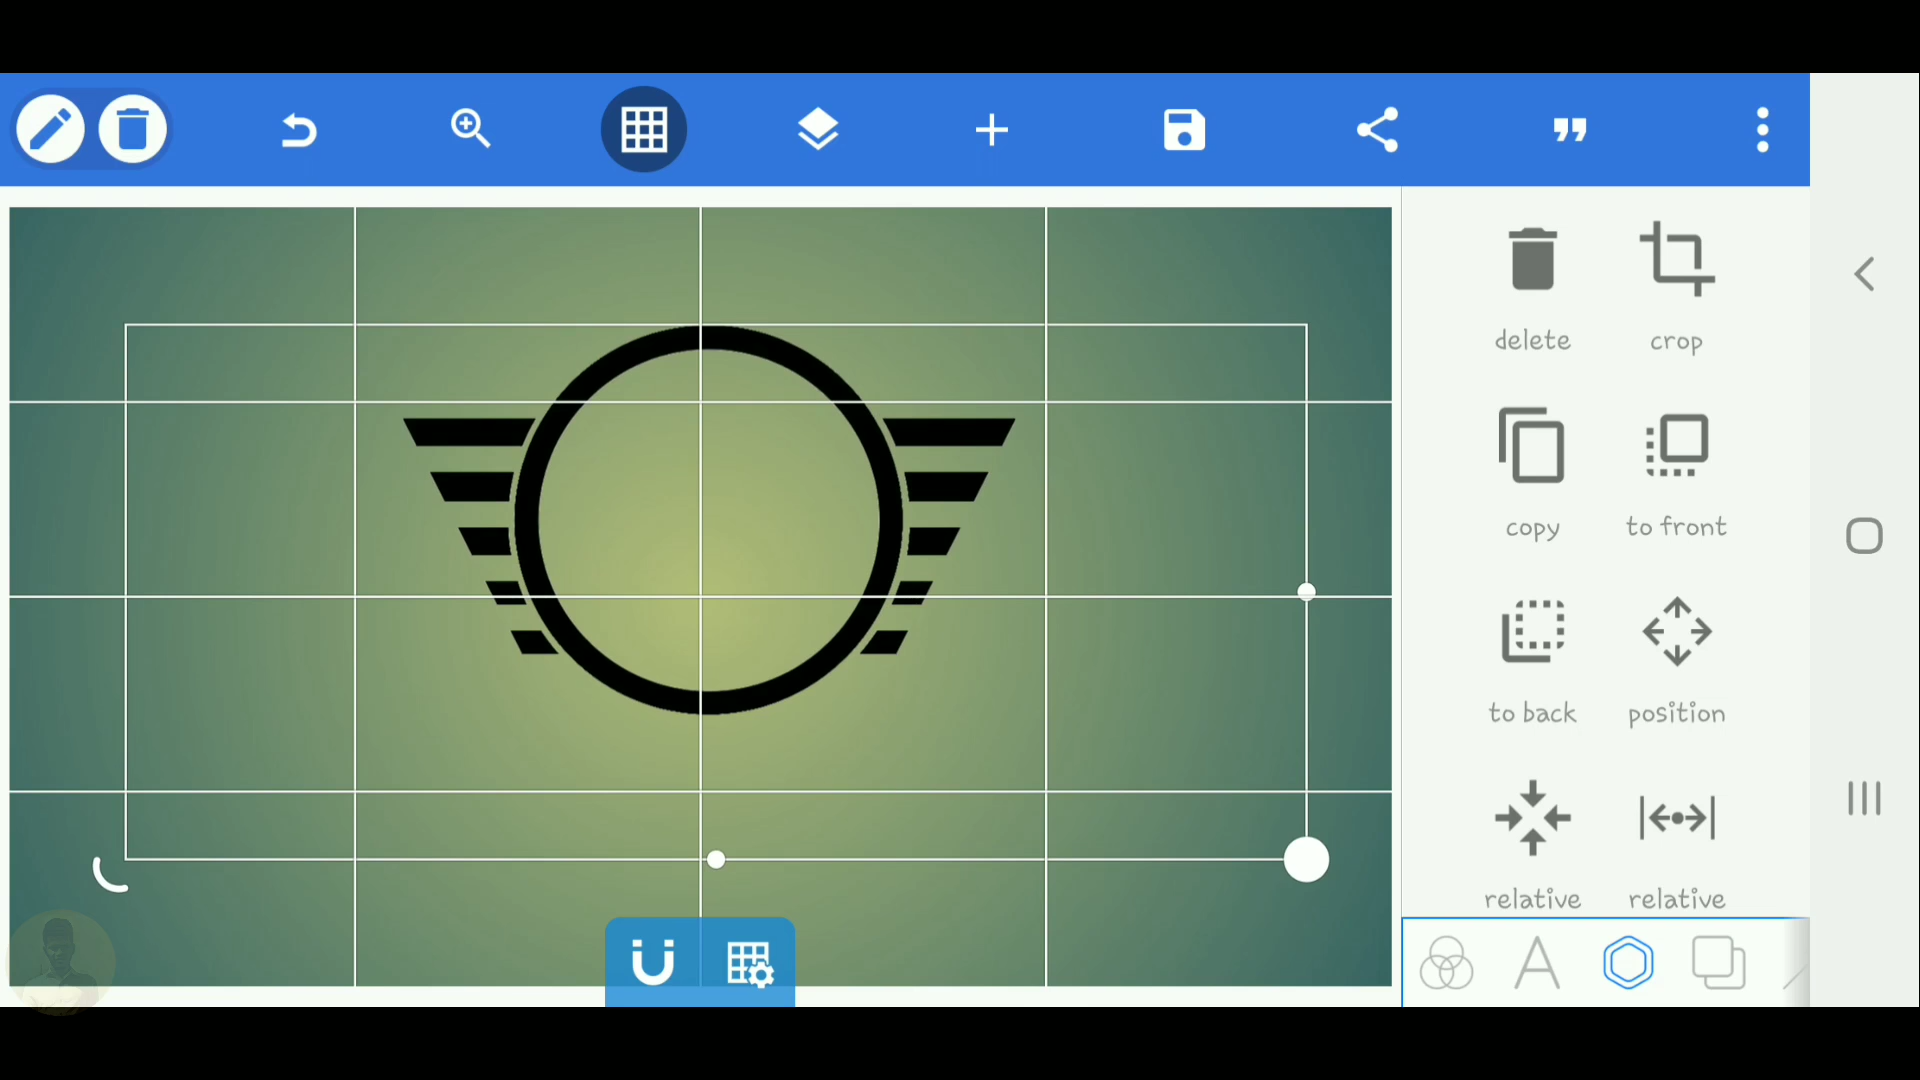 delete
crop
copy
to front
to back
position
relative
relative